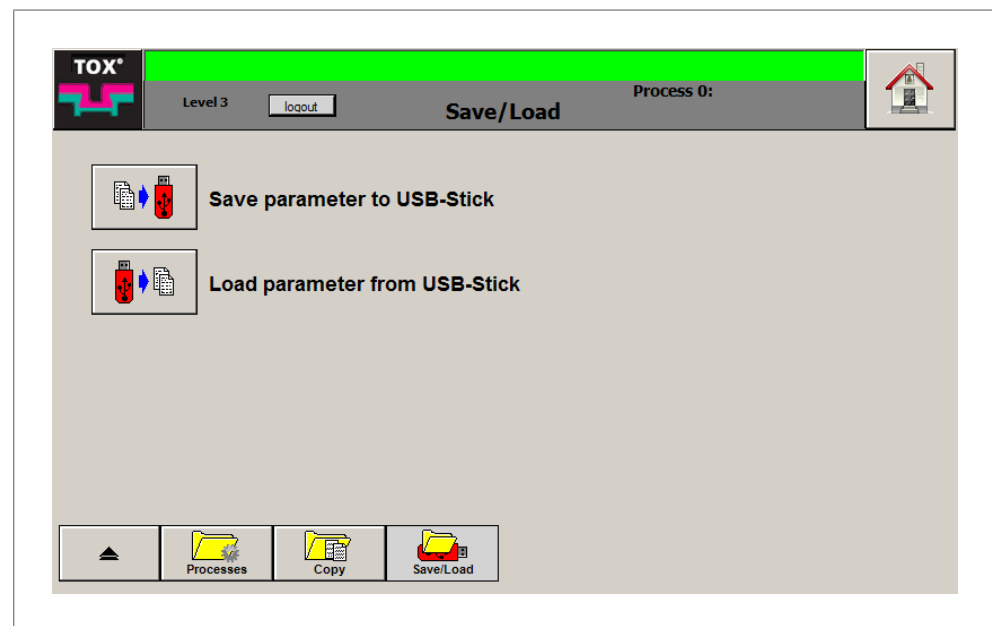 TOX®
Level 3
logout
Save/Load
Process 0:
Save parameter to USB-Stick
Load parameter from USB-Stick
Processes
Copy
Save/Load